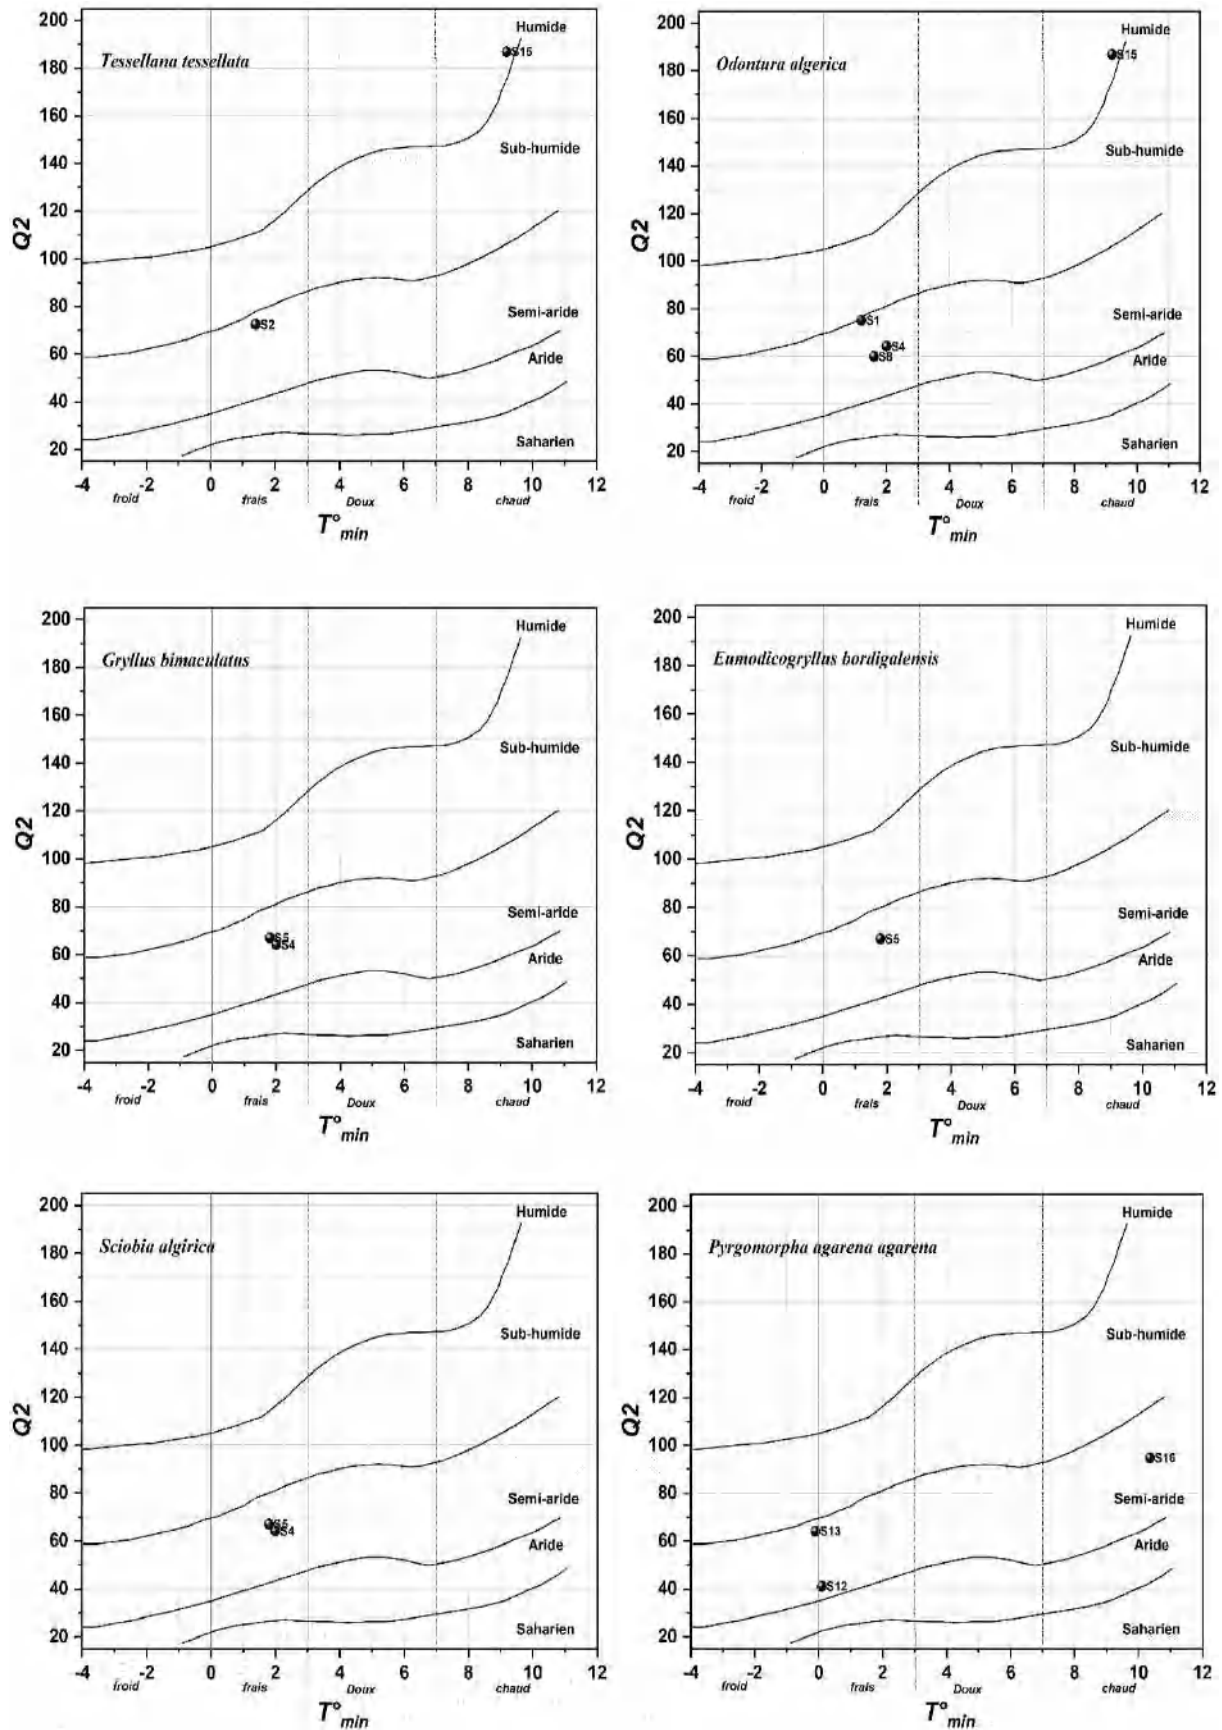 Tessellana tessellata
Q2
200
180
160
140
120
100
80
60
40
20
Humide
S15
Sub-humide
S2
Semi-aride
Aride
Saharien
-4 -2 0 2 4 6 8 10 12
froid frais Doux chaud
T°min
Odontura algerica
Q2
200
180
160
140
120
100
80
60
40
20
Humide
S15
Sub-humide
S1
S4
S8
Semi-aride
Aride
Saharien
-4 -2 0 2 4 6 8 10 12
froid frais Doux chaud
T°min
Gryllus bimaculatus
Q2
200
180
160
140
120
100
80
60
40
20
Humide
Sub-humide
S5
S4
Semi-aride
Aride
Saharien
-4 -2 0 2 4 6 8 10 12
froid frais Doux chaud
T°min
Eumodicogryllus bordigalensis
Q2
200
180
160
140
120
100
80
60
40
20
Humide
Sub-humide
S5
Semi-aride
Aride
Saharien
-4 -2 0 2 4 6 8 10 12
froid frais Doux chaud
T°min
Sciobia algirica
Q2
200
180
160
140
120
100
80
60
40
20
Humide
Sub-humide
S5
S4
Semi-aride
Aride
Saharien
-4 -2 0 2 4 6 8 10 12
froid frais Doux chaud
T°min
Pyrgomorpha agarena agarena
Q2
200
180
160
140
120
100
80
60
40
20
Humide
Sub-humide
S16
Semi-aride
S13
Aride
S12
Saharien
-4 -2 0 2 4 6 8 10 12
froid frais Doux chaud
T°min